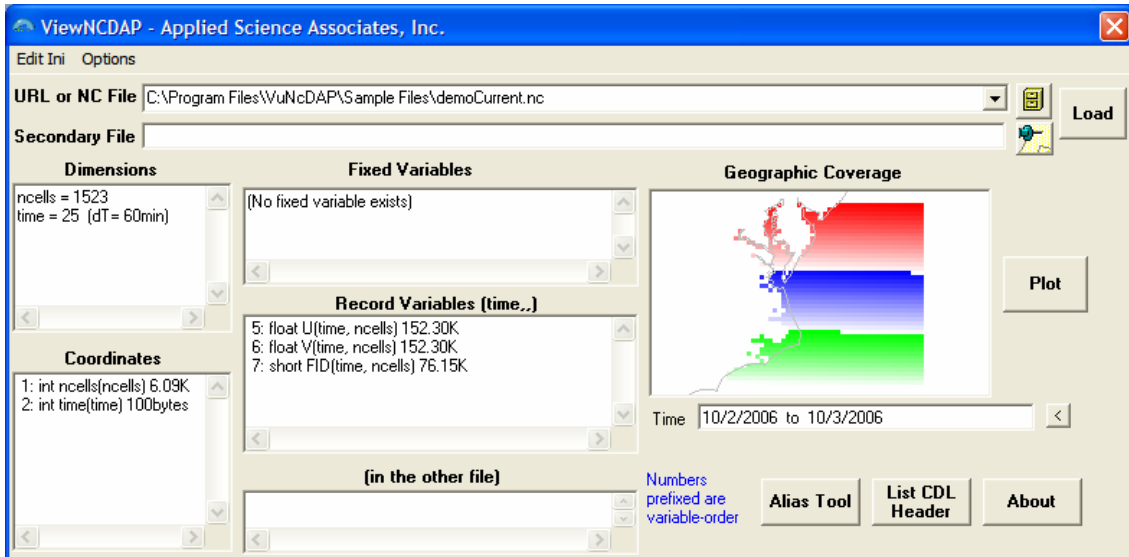 ViewNCDAP - Applied Science Associates, Inc.
Edit Ini Options
URL or NC File C:\Program Files\VuNcDAP\Sample Files\demoCurrent.nc
Load
Secondary File
Dimensions
ncells = 1523
time = 25 (dT= 60min)
Fixed Variables
(No fixed variable exists)
Geographic Coverage
Plot
Record Variables (time,,)
5: float U(time, ncells) 152.30K
6: float V(time, ncells) 152.30K
7: short FID(time, ncells) 76.15K
Coordinates
1: int ncells(ncells) 6.09K
2: int time(time) 100bytes
Time 10/2/2006 to 10/3/2006 <
(in the other file)
Numbers
prefixed are
variable-order
Alias Tool
List CDL
Header
About